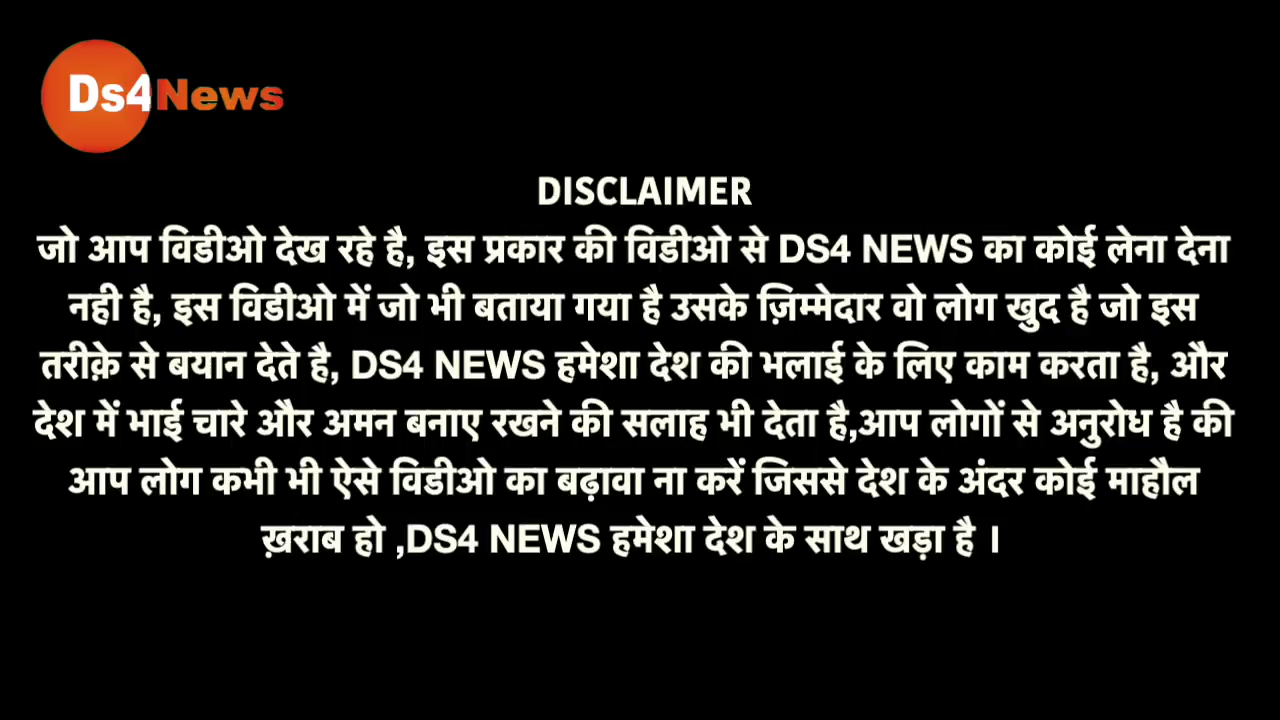 Ds4News
DISCLAIMER
जो आप विडीओ देख रहे है, इस प्रकार की विडीओ से DS4 NEWS का कोई लेना देना
नही है, इस विडीओ में जो भी बताया गया है उसके ज़िम्मेदार वो लोग खुद है जो इस
तरीक़े से बयान देते है, DS4 NEWS हमेशा देश की भलाई के लिए काम करता है, और
देश में भाई चारे और अमन बनाए रखने की सलाह भी देता है,आप लोगों से अनुरोध है की
आप लोग कभी भी ऐसे विडीओ का बढ़ावा ना करें जिससे देश के अंदर कोई माहौल
ख़राब हो ,DS4 NEWS हमेशा देश के साथ खड़ा है ।